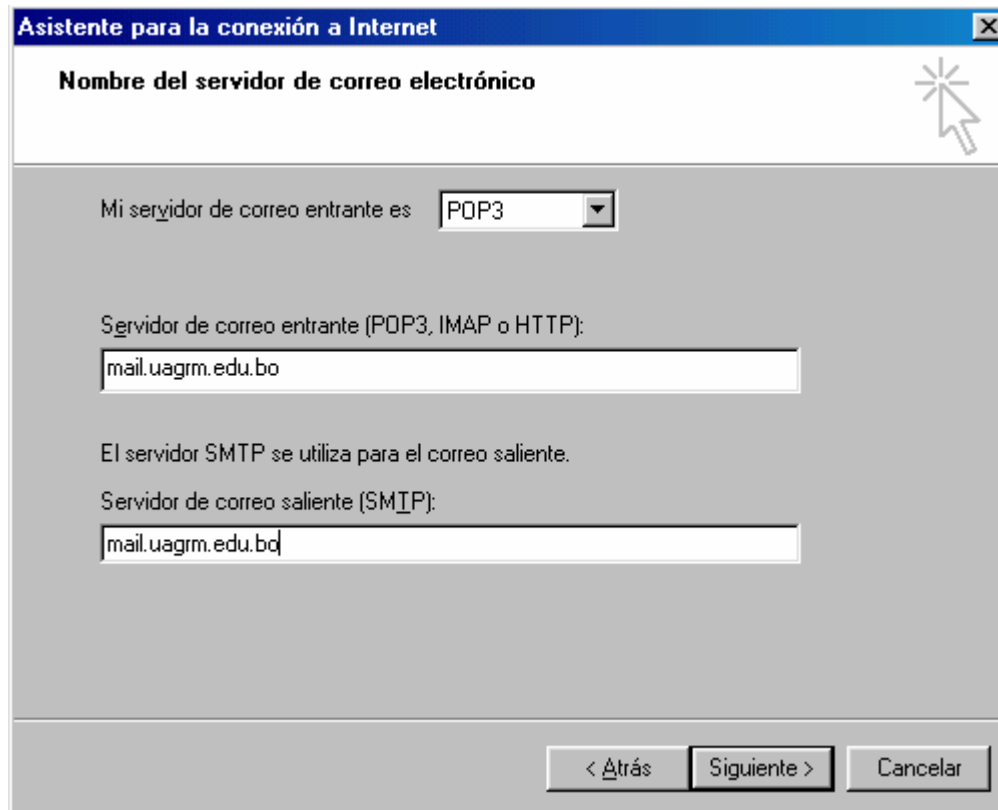 Asistente para la conexión a Internet
Nombre del servidor de correo electrónico
Mi servidor de correo entrante es POP3
Servidor de correo entrante (POP3, IMAP o HTTP):
mail.uagrm.edu.bo
El servidor SMTP se utiliza para el correo saliente.
Servidor de correo saliente (SMTP):
mail.uagrm.edu.bo
< Atrás Siguiente > Cancelar